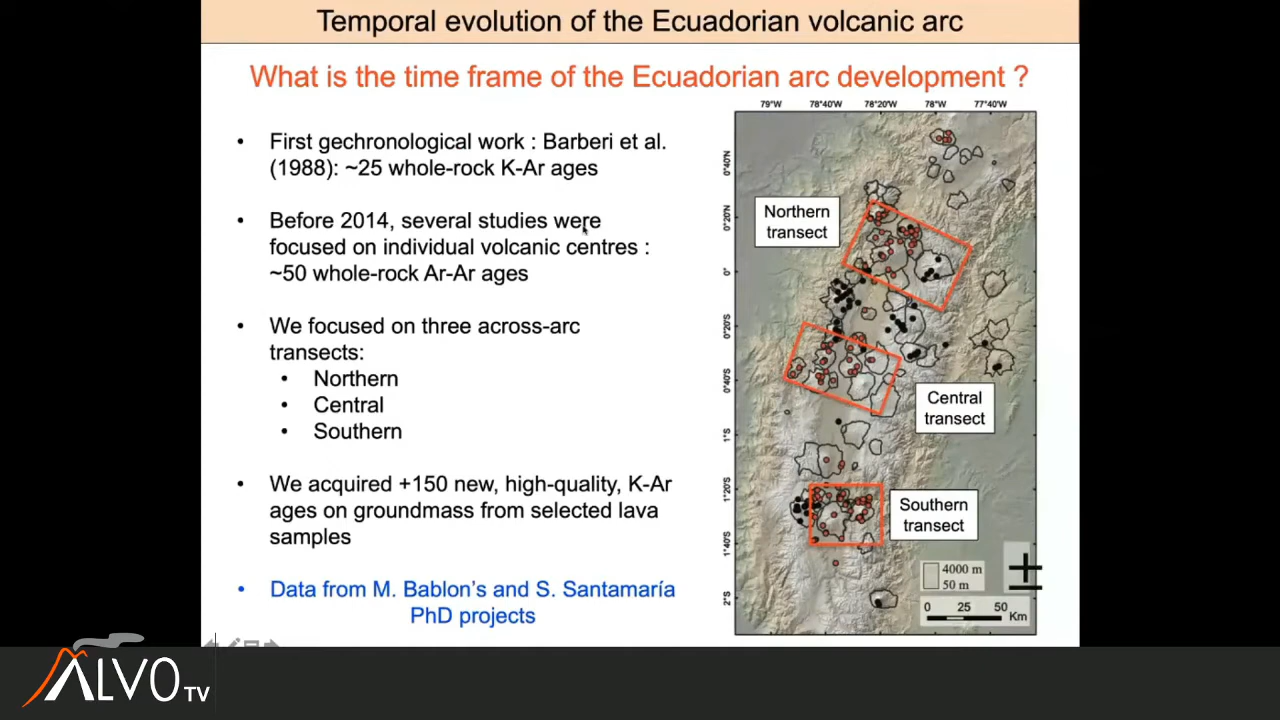 Temporal evolution of the Ecuadorian volcanic arc
What is the time frame of the Ecuadorian arc development ?
• First gechronological work : Barberi et al.
(1988): ~25 whole-rock K-Ar ages
• Before 2014, several studies were
focused on individual volcanic centres :
~50 whole-rock Ar-Ar ages
• We focused on three across-arc
transects:
• Northern
• Central
• Southern
• We acquired +150 new, high-quality, K-Ar
ages on groundmass from selected lava
samples
• Data from M. Bablon's and S. Santamaría
PhD projects
79°W 78°40'W 78°20'W 78°W 77°40'W
0°40'N
0°20'N
0°
0°20'S
0°40'S
1°S
1°20'S
1°40'S
2°S
Northern
transect
Central
transect
Southern
transect
4000 m
50 m
0 25 50
Km
ALVO TV